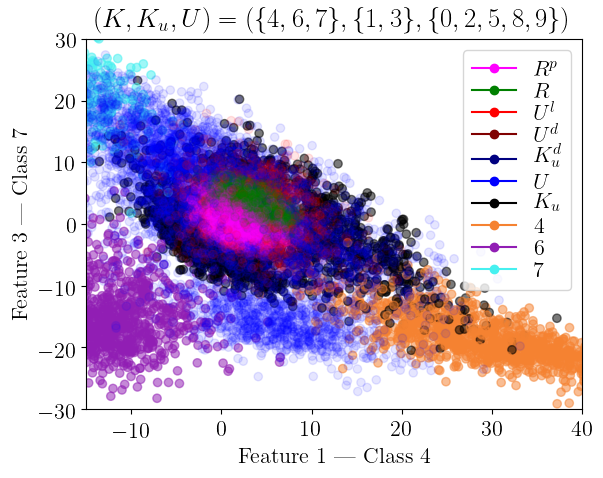 (K, K_u, U) = ({4, 6, 7}, {1, 3}, {0, 2, 5, 8, 9})
30
20
10
0
−10
−20
−30
Feature 3 — Class 7
−10
0
10
20
30
40
Feature 1 — Class 4
R^p
R
U^l
U^d
K_u^d
U
K_u
4
6
7